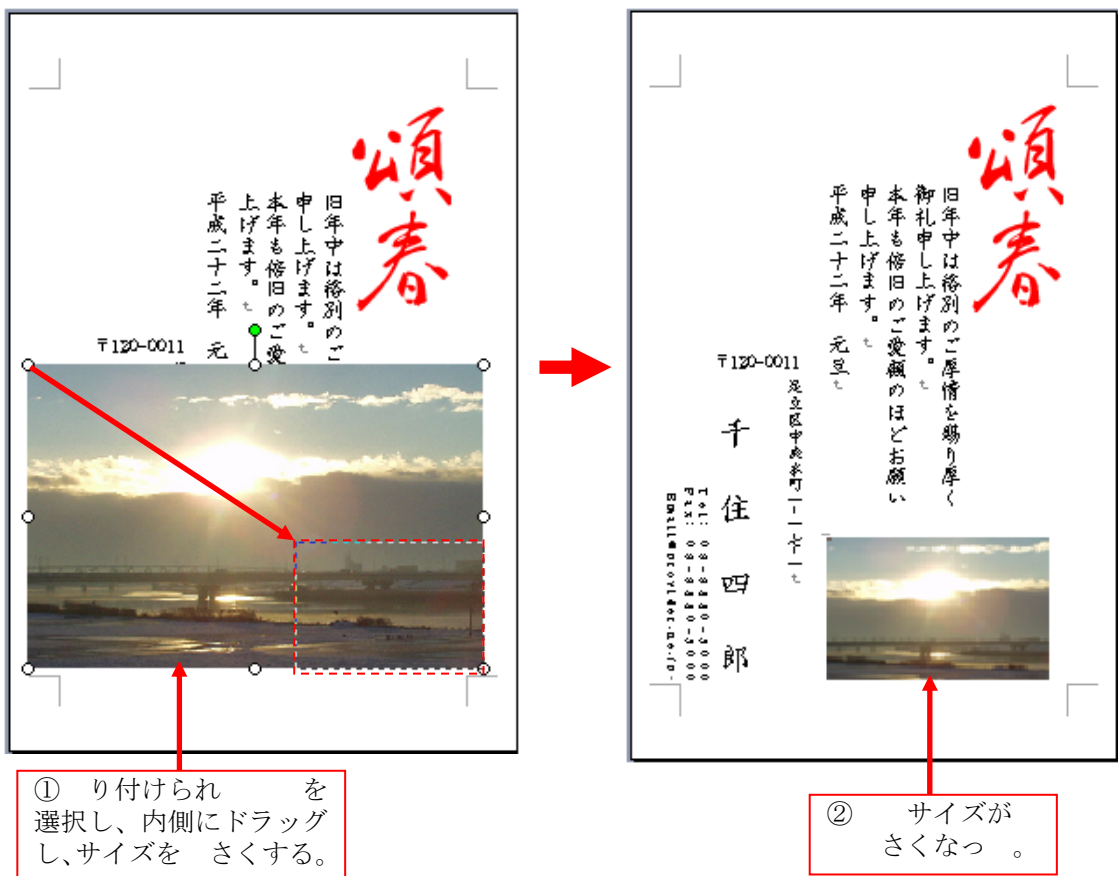 頌春
旧年中は格別のご
申し上げます。
本年も倍旧のご愛
上げます。
平成二十二年 元
〒120-0011
① り付けられ を
選択し、内側にドラッグ
し、サイズを さくする。
頌春
旧年中は格別のご厚情を賜り厚く
御礼申し上げます。
本年も倍旧のご愛顧のほどお願い
申し上げます。
平成二十二年 元旦
〒120-0011
足立区中央本町
千住四郎
Tel:
Fax:
② サイズが
さくなっ 。